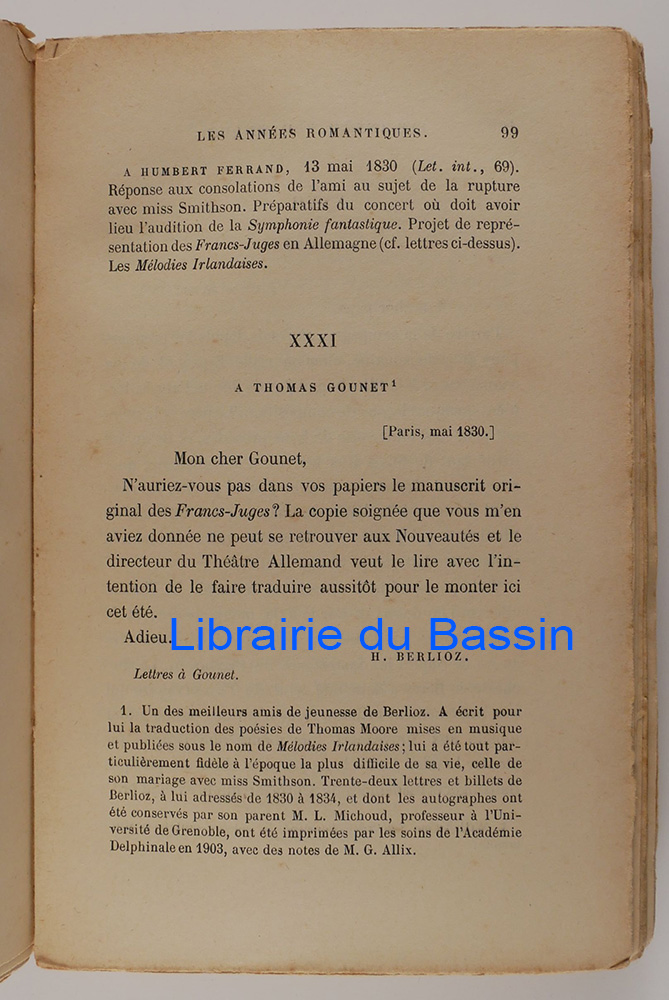 LES ANNÉES ROMANTIQUES. 99
A HUMBERT FERRAND, 13 mai 1830 (Let. int., 69).
Réponse aux consolations de l'ami au sujet de la rupture
avec miss Smithson. Préparatifs du concert où doit avoir
lieu l'audition de la Symphonie fantastique. Projet de repré-
sentation des Francs-Juges en Allemagne (cf. lettres ci-dessus).
Les Mélodies Irlandaises.
XXXI
A THOMAS GOUNET¹
[Paris, mai 1830.]
Mon cher Gounet,
N'auriez-vous pas dans vos papiers le manuscrit ori-
ginal des Francs-Juges? La copie soignée que vous m'en
aviez donnée ne peut se retrouver aux Nouveautés et le
directeur du Théâtre Allemand veut le lire avec l'in-
tention de le faire traduire aussitôt pour le monter ici
cet été.
Adieu.
Librairie du Bassin
H. BERLIOZ.
Lettres à Gounet.
1. Un des meilleurs amis de jeunesse de Berlioz. A écrit pour
lui la traduction des poésies de Thomas Moore mises en musique
et publiées sous le nom de Mélodies Irlandaises; lui a été tout par-
ticulièrement fidèle à l'époque la plus difficile de sa vie, celle de
son mariage avec miss Smithson. Trente-deux lettres et billets de
Berlioz, à lui adressés de 1830 à 1834, et dont les autographes ont
été conservés par son parent M. L. Michoud, professeur à l'Uni-
versité de Grenoble, ont été imprimées par les soins de l'Académie
Delphinale en 1903, avec des notes de M. G. Allix.